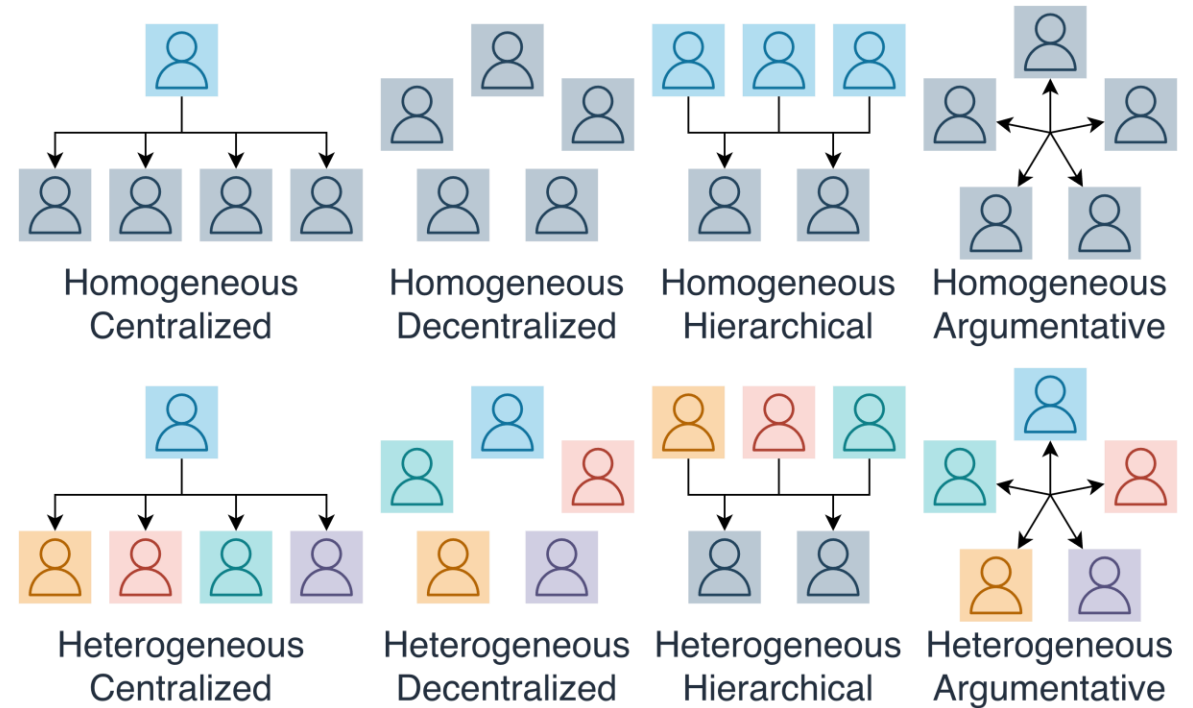 Homogeneous
Centralized
Homogeneous
Decentralized
Homogeneous
Hierarchical
Homogeneous
Argumentative
Heterogeneous
Centralized
Heterogeneous
Decentralized
Heterogeneous
Hierarchical
Heterogeneous
Argumentative